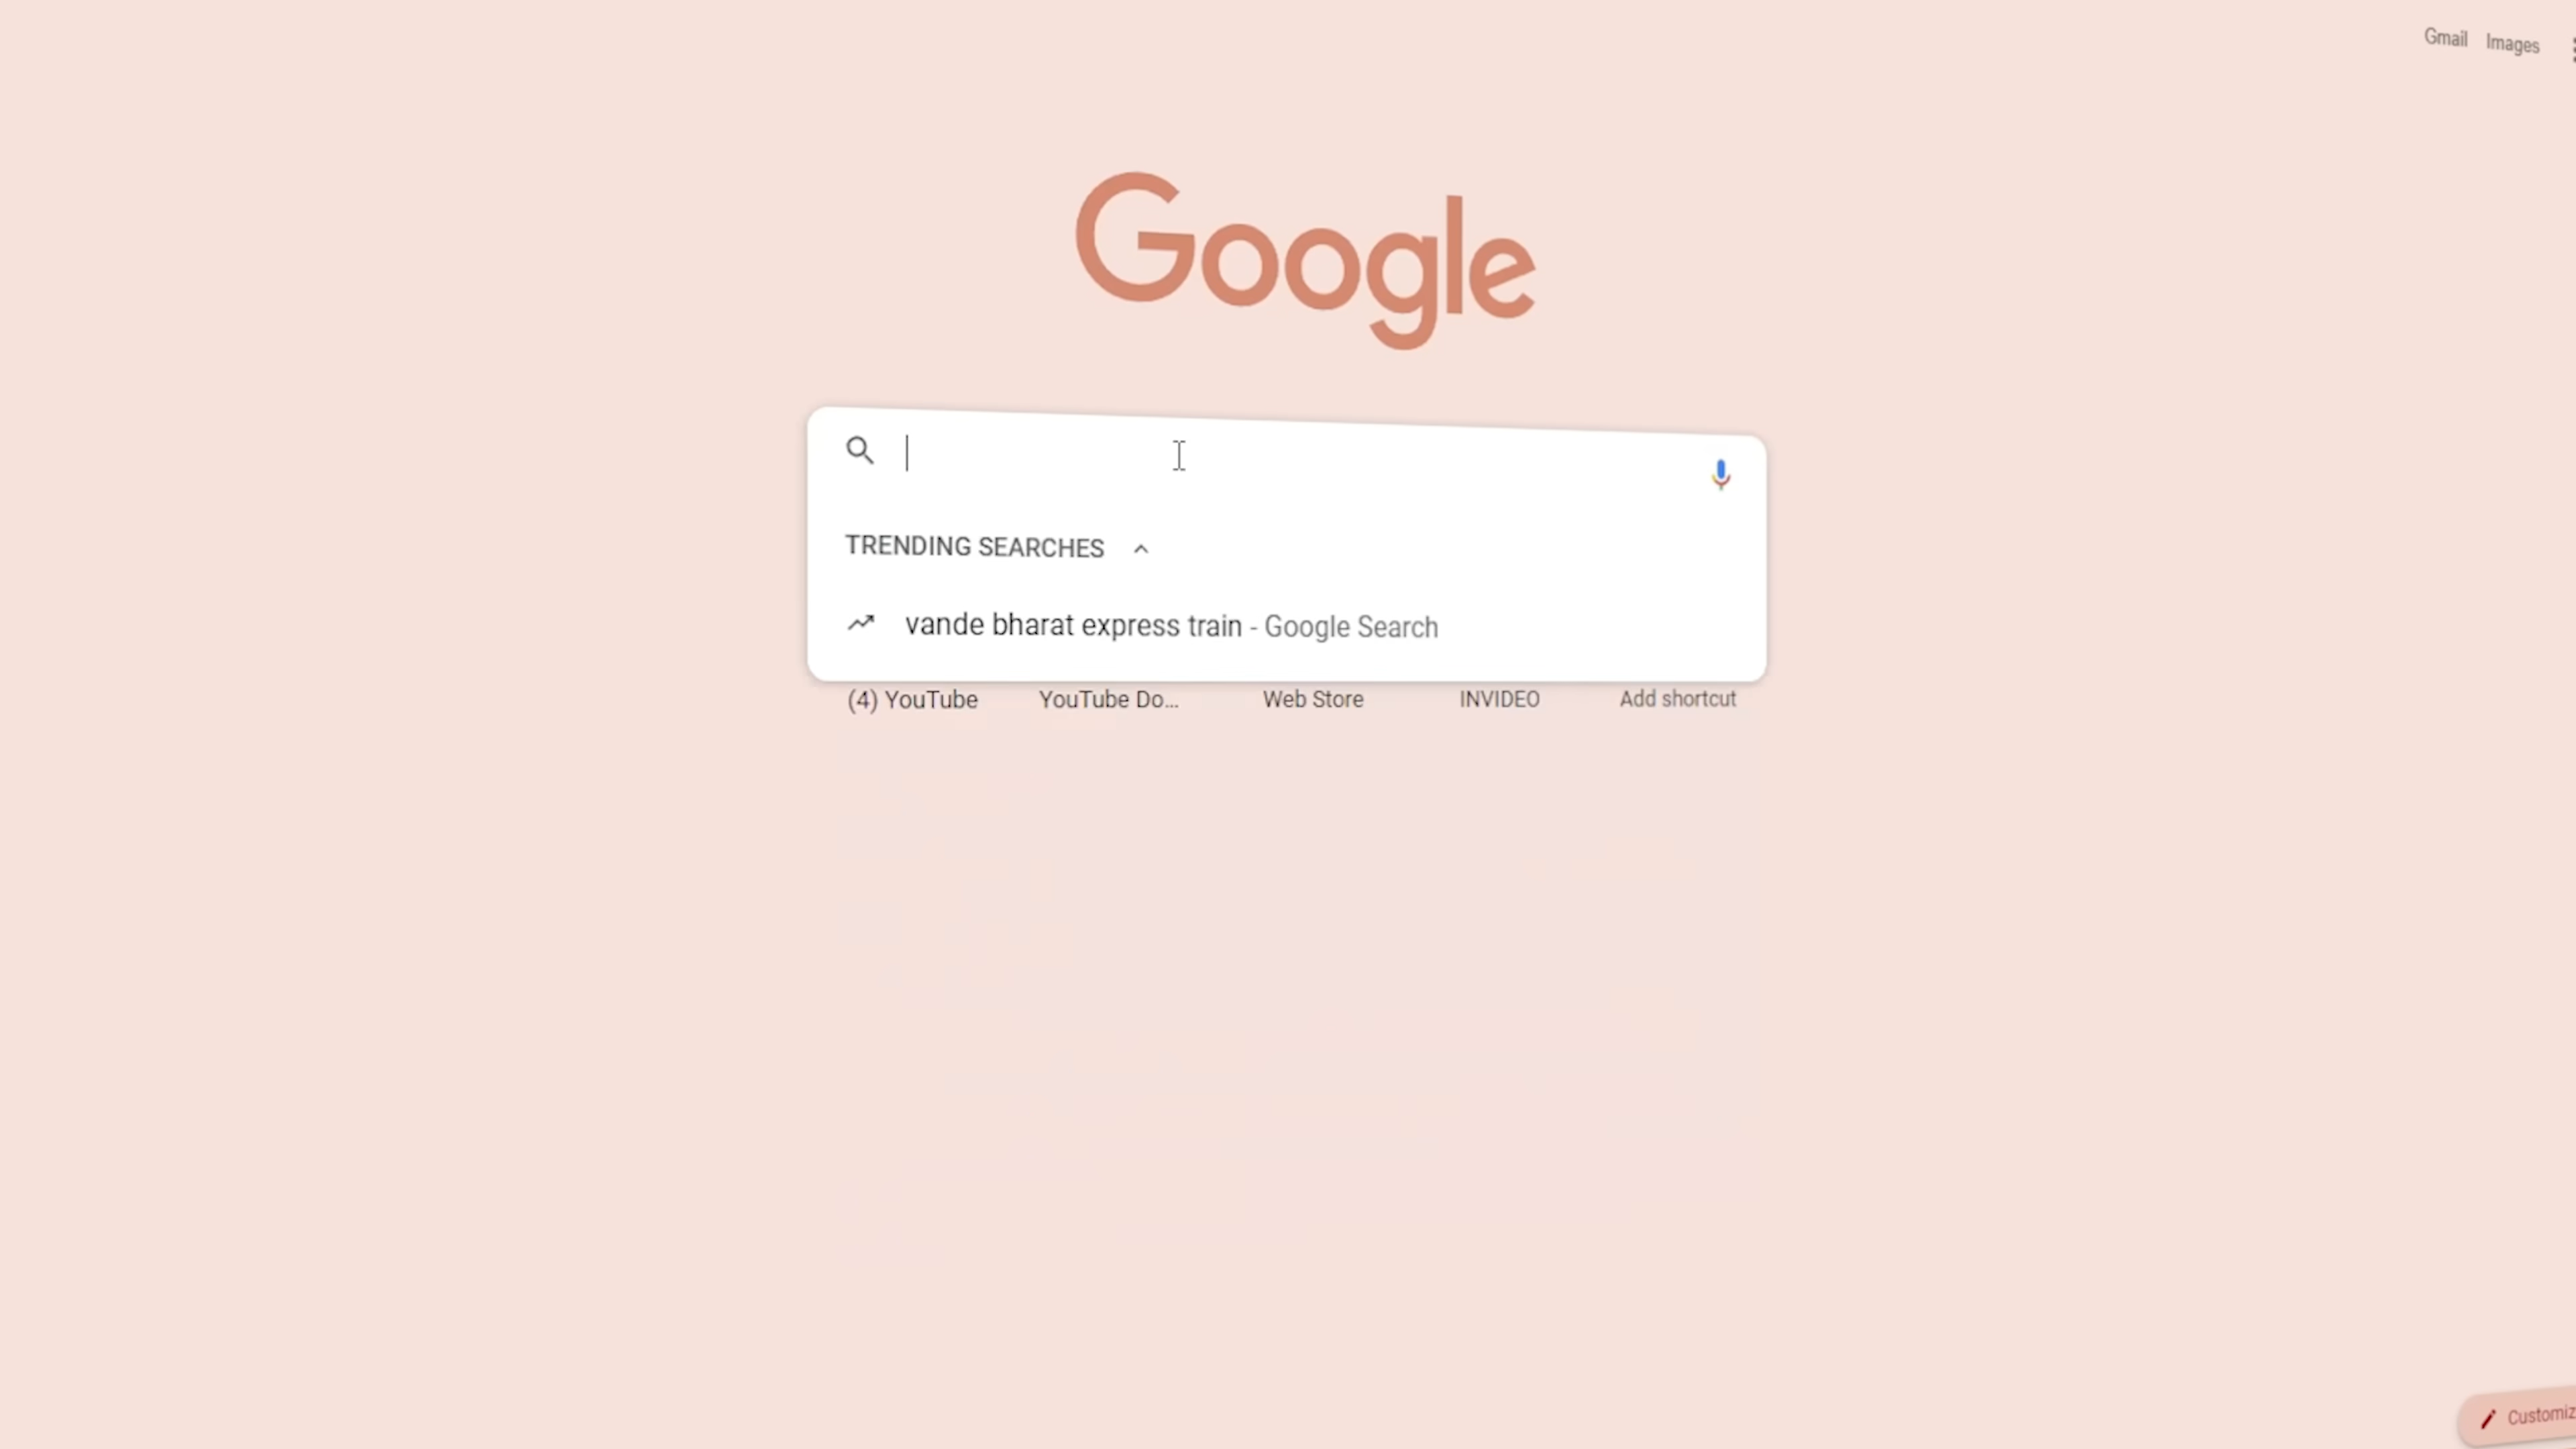 Gmail Images
Google
TRENDING SEARCHES
vande bharat express train - Google Search
(4) YouTube YouTube Do... Web Store INVIDEO Add shortcut
Customiz